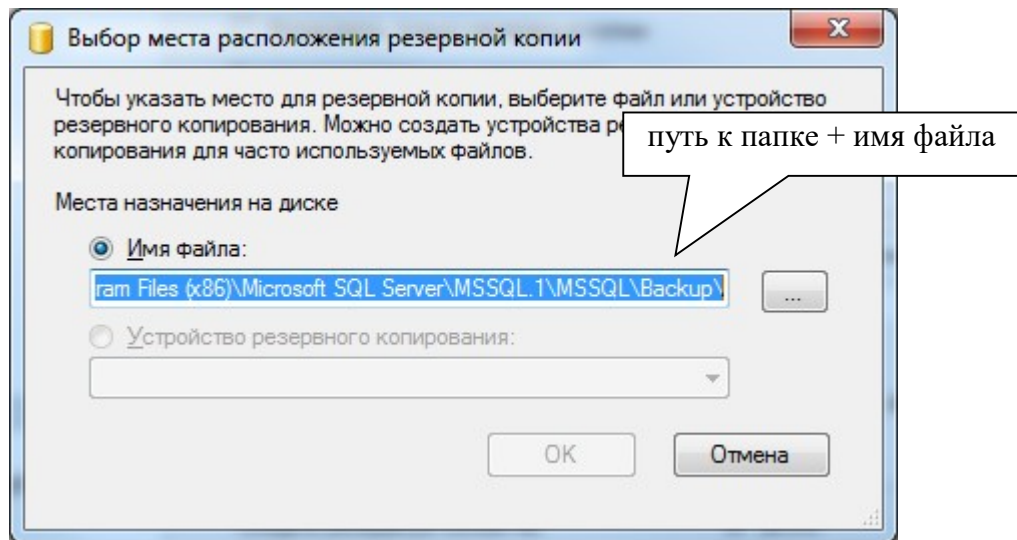 Выбор места расположения резервной копии
Чтобы указать место для резервной копии, выберите файл или устройство
резервного копирования. Можно создать устройства
копирования для часто используемых файлов.
путь к папке + имя файла
Места назначения на диске
Имя файла:
ram Files (x86)\Microsoft SQL Server\MSSQL.1\MSSQL\Backup\
...
Устройство резервного копирования:
OK
Отмена